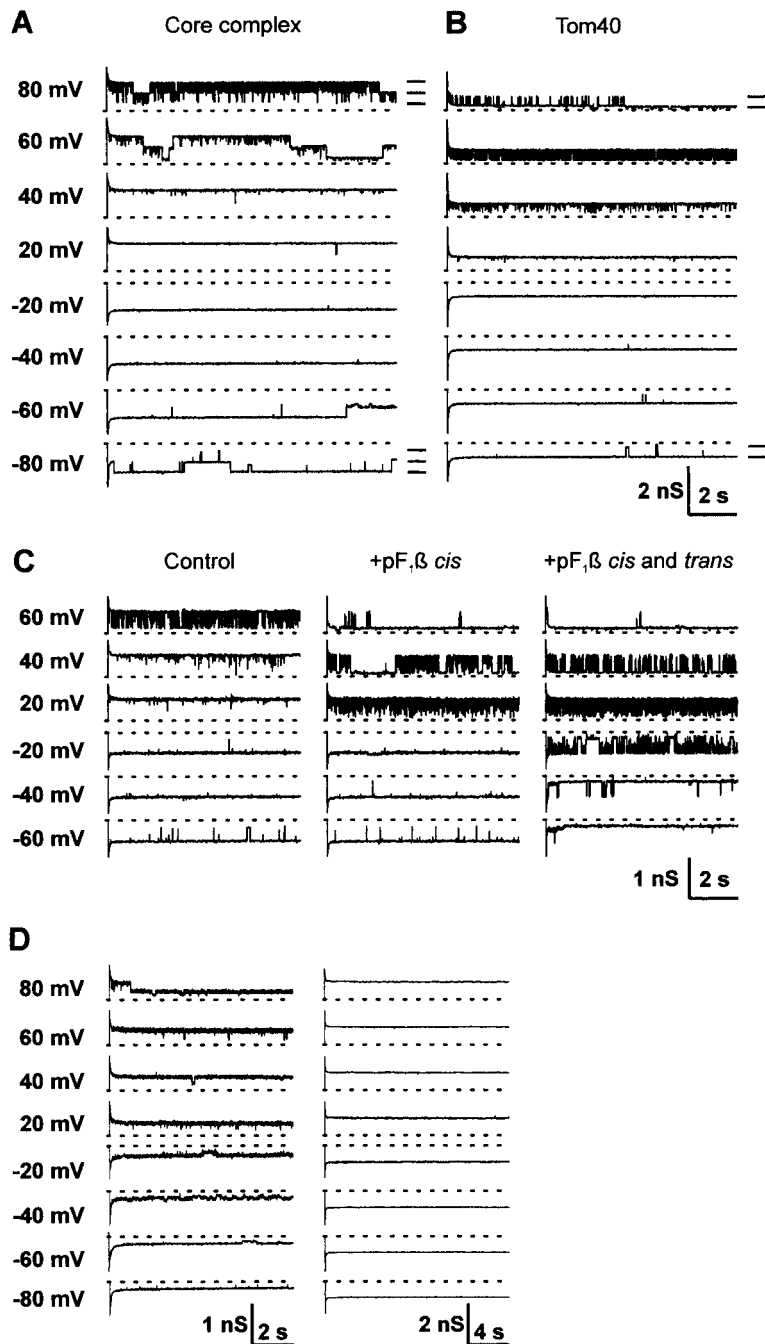 A
Core complex
80 mV
60 mV
40 mV
20 mV
-20 mV
-40 mV
-60 mV
-80 mV
B
Tom40
2 nS 2 s
C
Control
+pF₁ß cis
+pF₁ß cis and trans
60 mV
40 mV
20 mV
-20 mV
-40 mV
-60 mV
1 nS 2 s
D
80 mV
60 mV
40 mV
20 mV
-20 mV
-40 mV
-60 mV
-80 mV
1 nS 2 s
2 nS 4 s